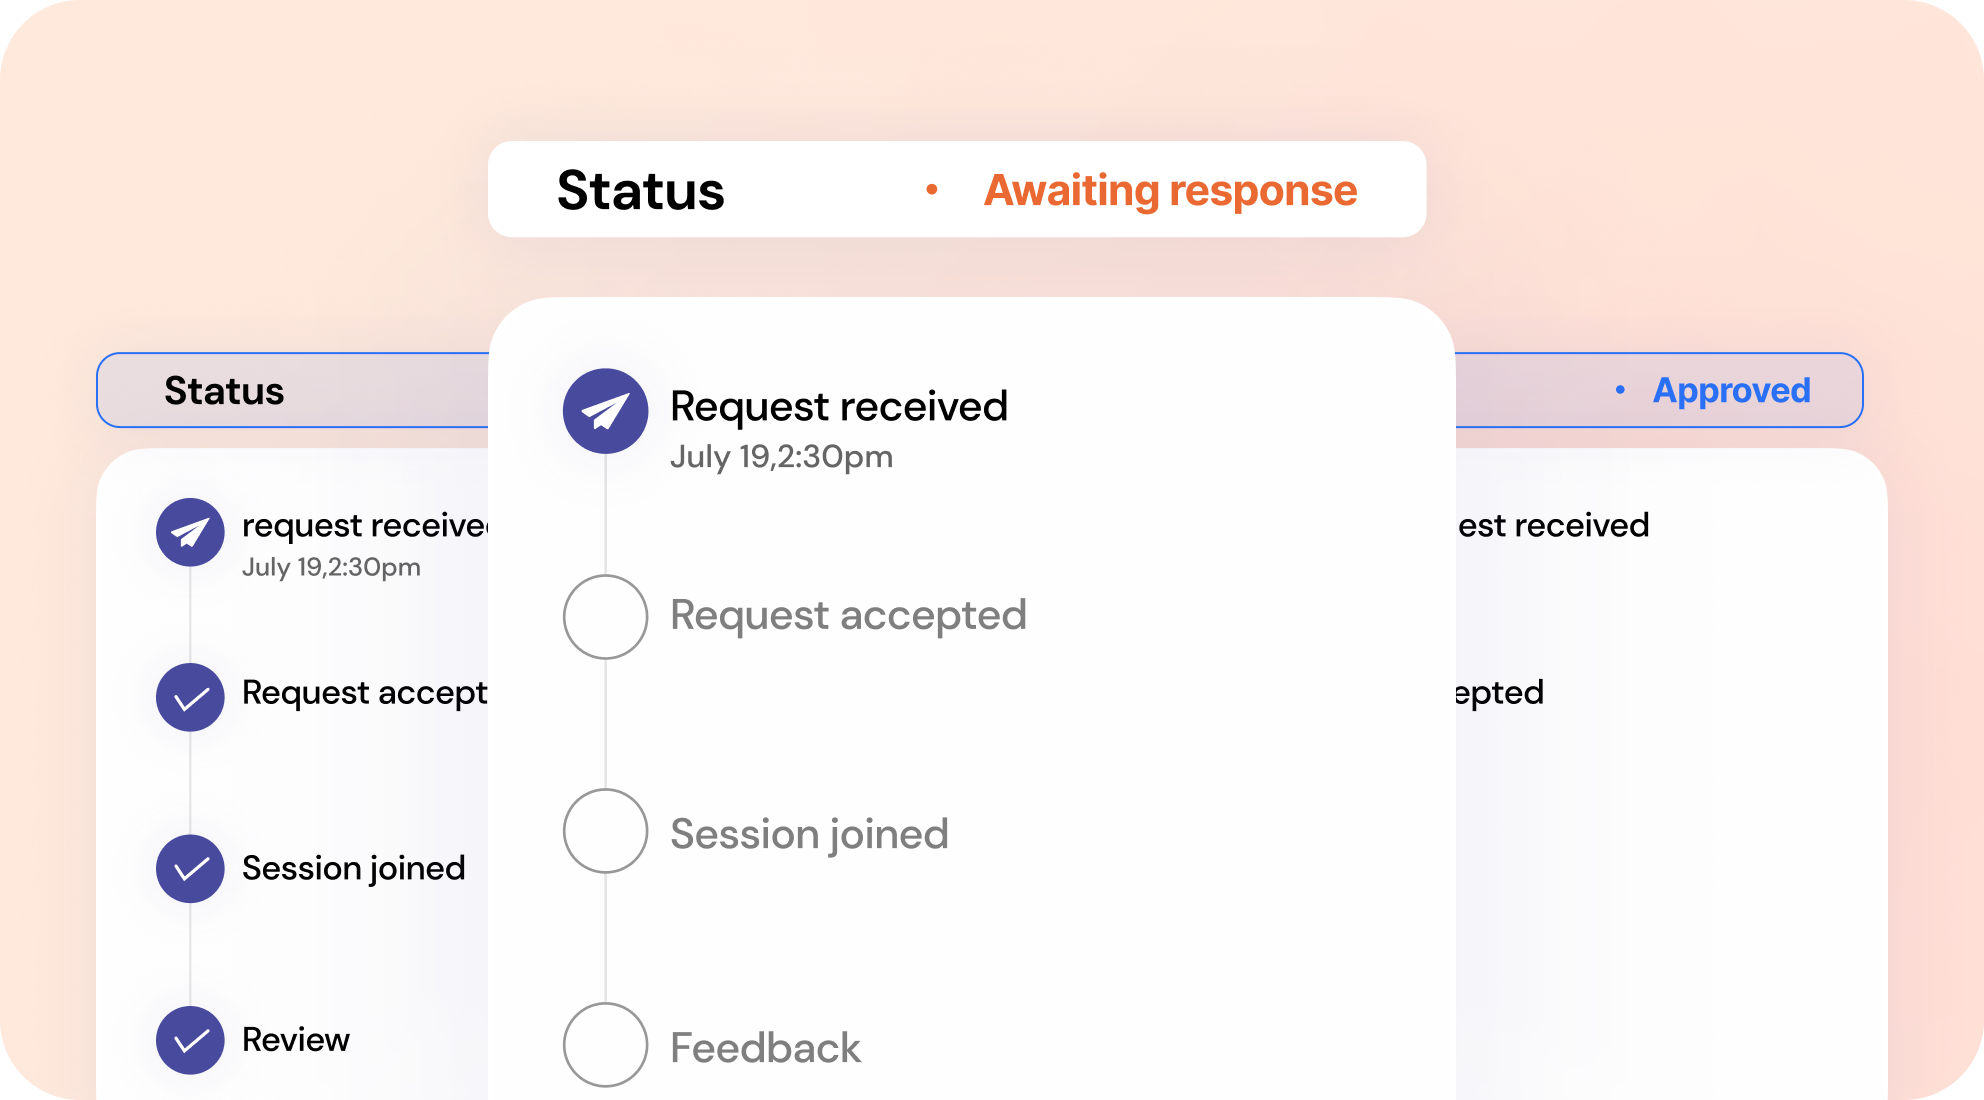 Status
• Awaiting response
Status
• Approved
Request received
July 19,2:30pm
Request accepted
Session joined
Feedback
request receive
July 19,2:30pm
Request accept
Session joined
Review
est received
epted